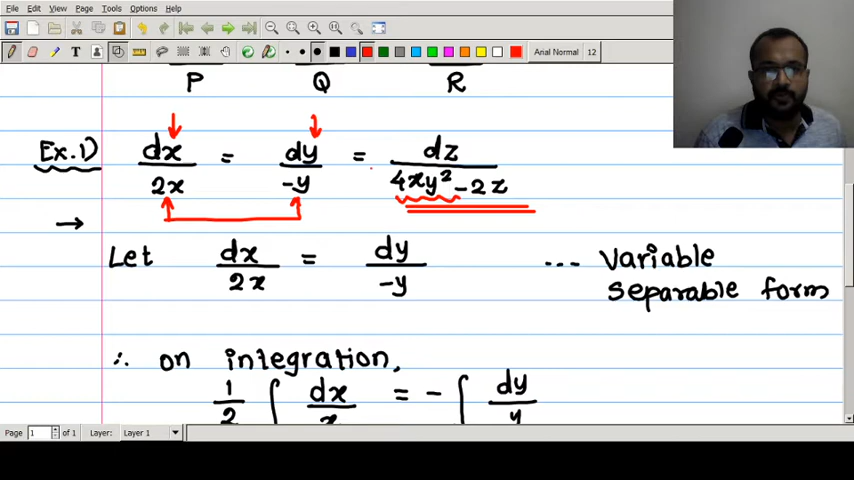 File Edit View Journal Tools Options Help
Arial Normal 12
P Q R
Ex.1) dx/2x = dy/-y = dz/4xy²-2z
→
Let dx/2x = dy/-y ... Variable
separable form
∴ on integration,
1/2 ∫ dx/x = - ∫ dy/y
Page 1 of 1 Layer: Layer 1